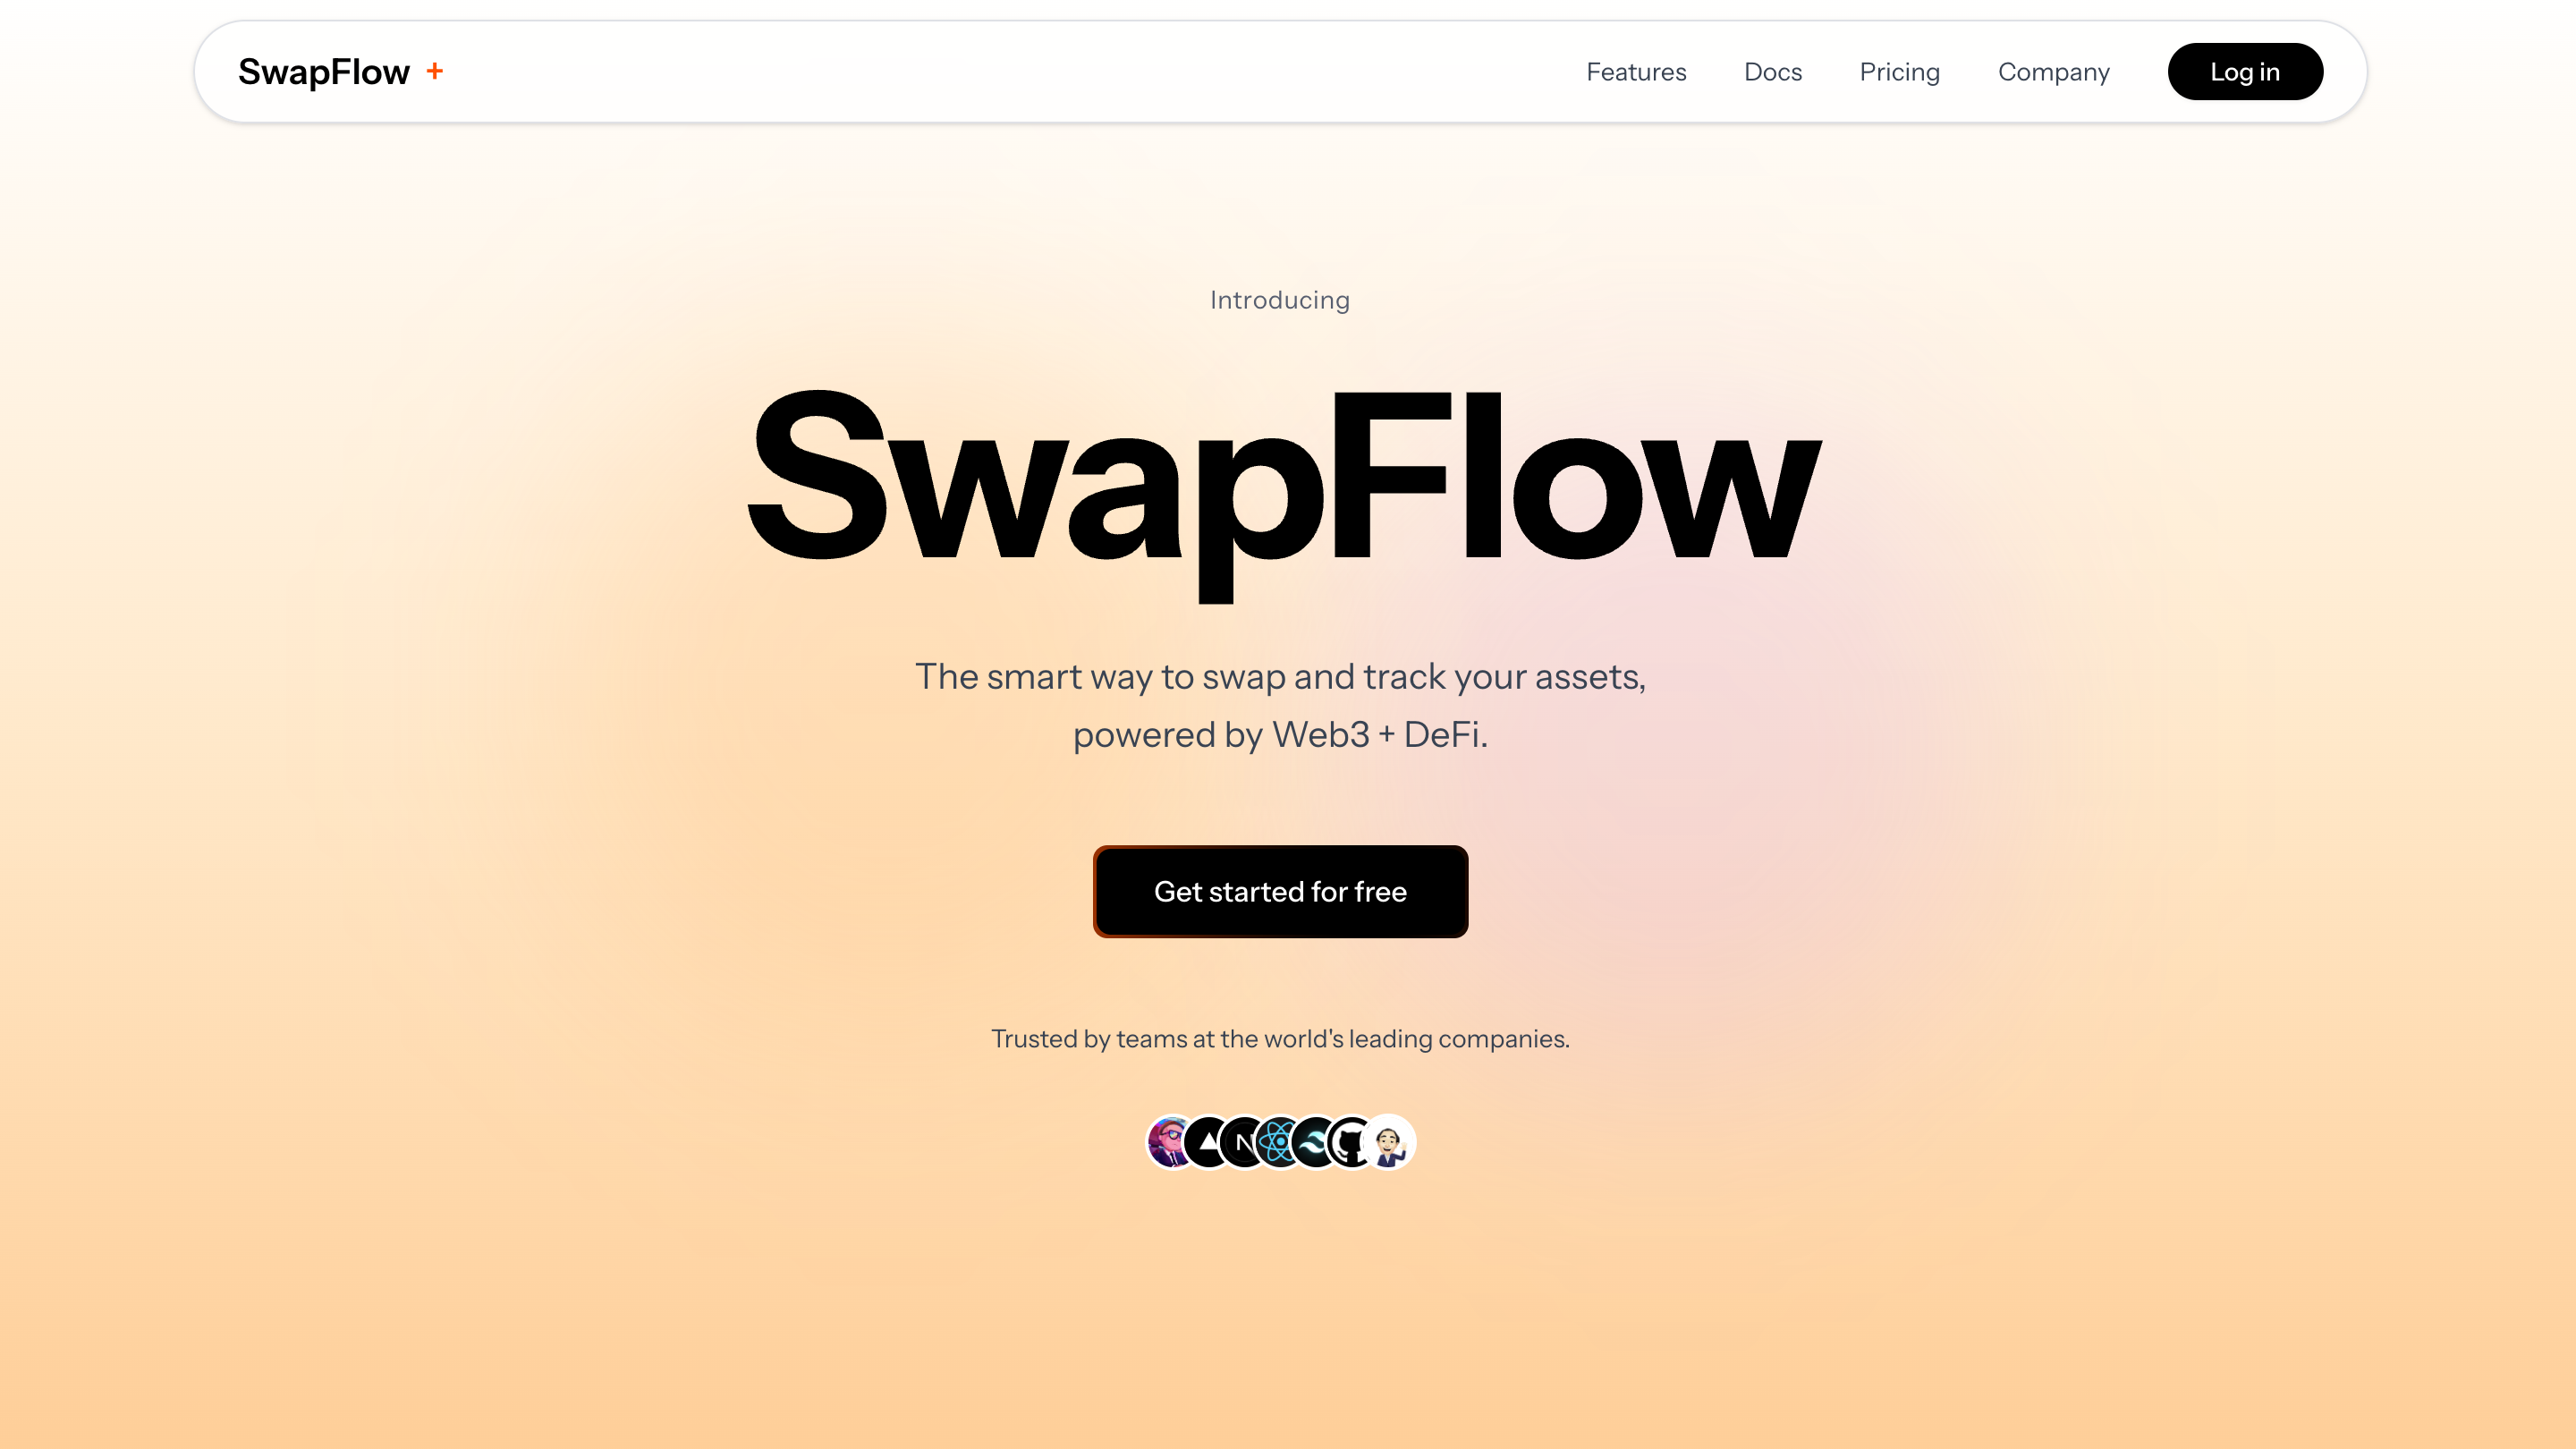 SwapFlow +
Features
Docs
Pricing
Company
Log in
Introducing
SwapFlow
The smart way to swap and track your assets,
powered by Web3 + DeFi.
Get started for free
Trusted by teams at the world's leading companies.
N